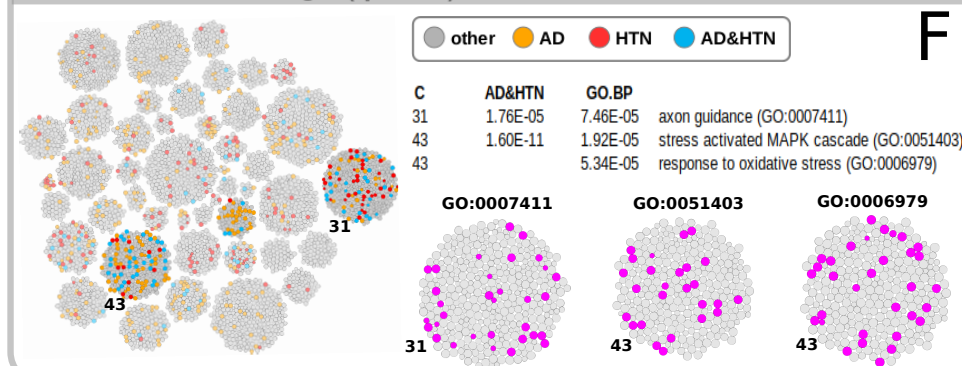 F
other AD HTN AD&HTN
C AD&HTN GO.BP
31 1.76E-05 7.46E-05 axon guidance (GO:0007411)
43 1.60E-11 1.92E-05 stress activated MAPK cascade (GO:0051403)
43 5.34E-05 response to oxidative stress (GO:0006979)
GO:0007411 GO:0051403 GO:0006979
31
43
31 43 43